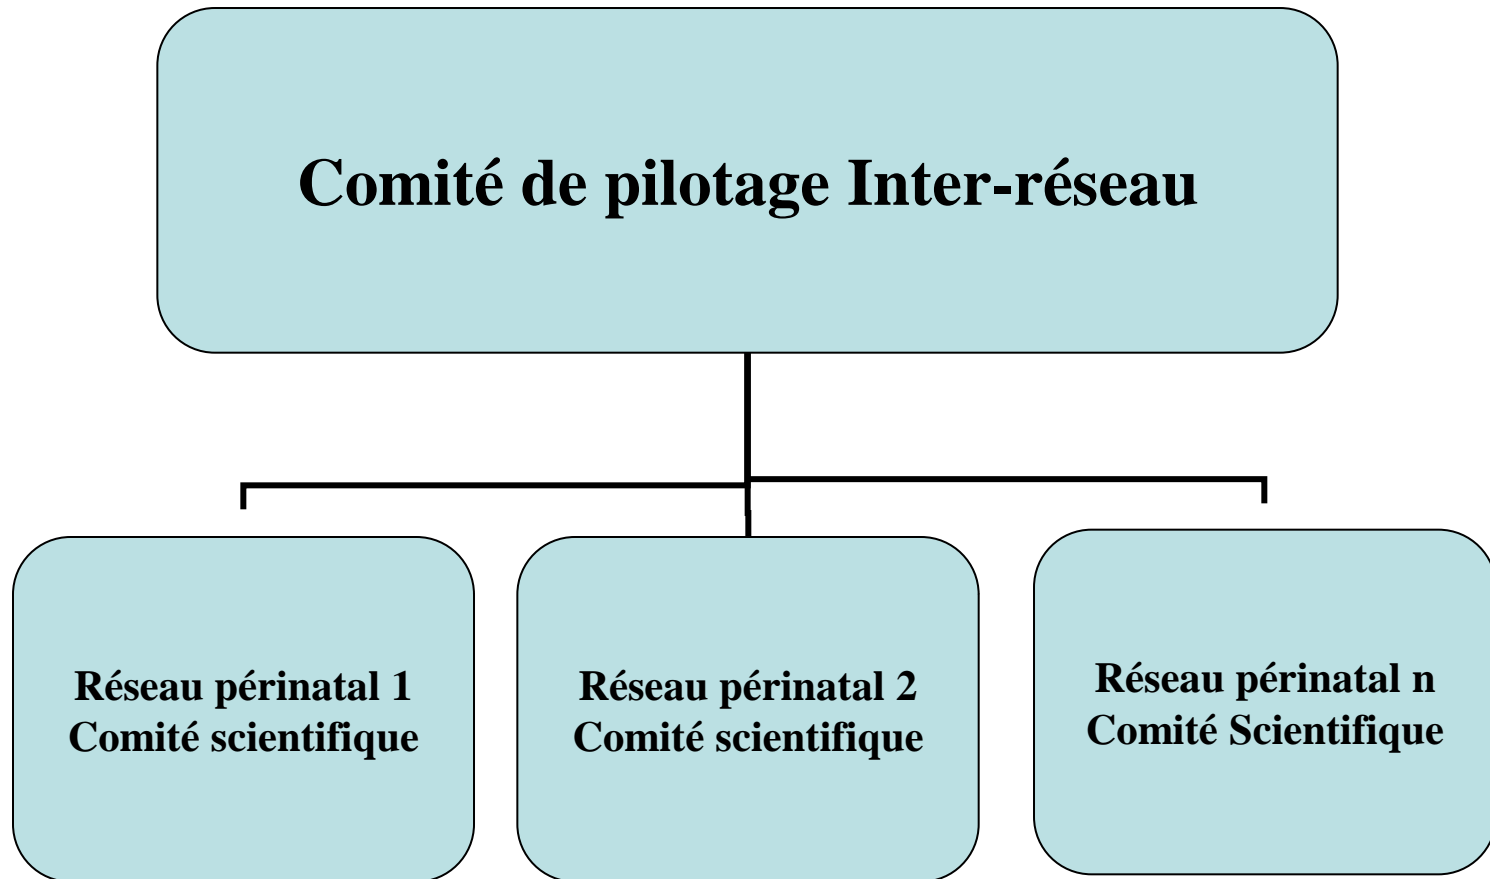 Comité de pilotage Inter-réseau
Réseau périnatal 1
Comité scientifique
Réseau périnatal 2
Comité scientifique
Réseau périnatal n
Comité Scientifique